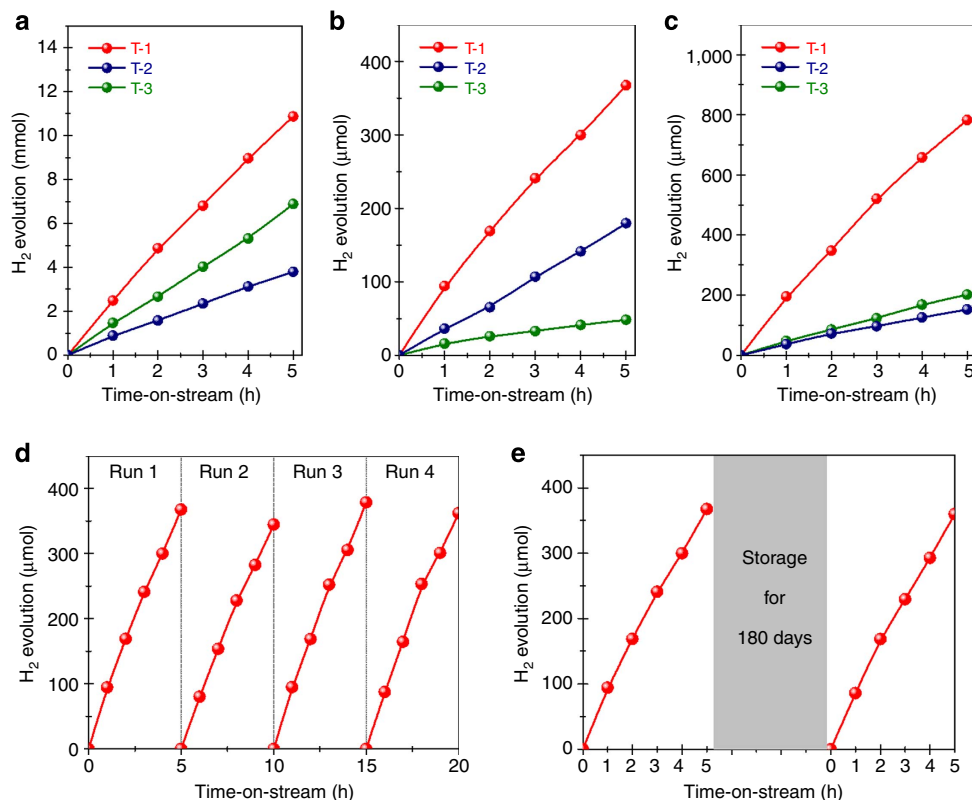 a
14
12
10
8
6
4
2
0
H₂ evolution (mmol)
T-1
T-2
T-3
0 1 2 3 4 5
Time-on-stream (h)
b
400
300
200
100
0
H₂ evolution (μmol)
T-1
T-2
T-3
0 1 2 3 4 5
Time-on-stream (h)
c
1,000
800
600
400
200
0
H₂ evolution (μmol)
T-1
T-2
T-3
0 1 2 3 4 5
Time-on-stream (h)
d
400
300
200
100
0
H₂ evolution (μmol)
Run 1 Run 2 Run 3 Run 4
0 5 10 15 20
Time-on-stream (h)
e
400
300
200
100
0
H₂ evolution (μmol)
Storage
for
180 days
0 1 2 3 4 5 0 1 2 3 4 5
Time-on-stream (h)